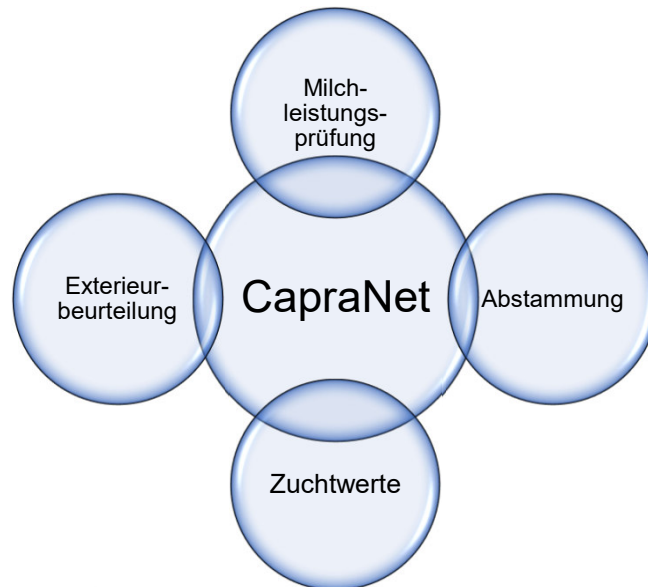 Milch-
leistungs-
prüfung
Exterieur-
beurteilung
CapraNet
Abstammung
Zuchtwerte